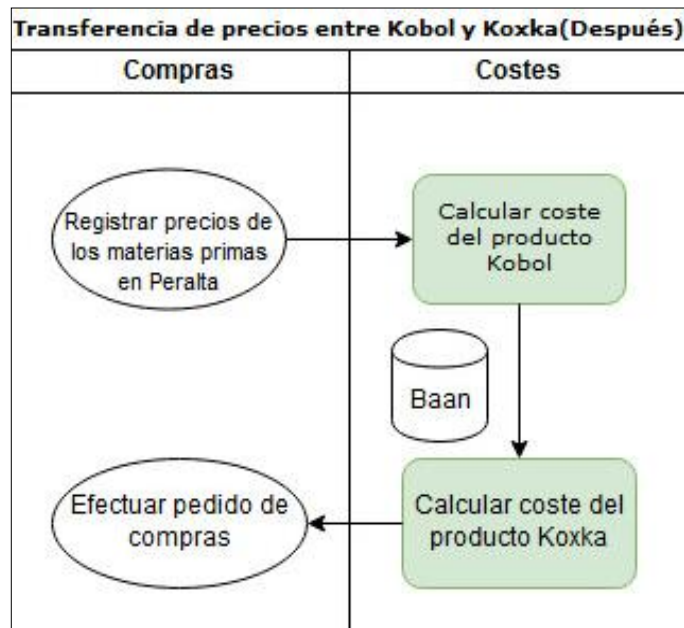 Transferencia de precios entre Kobol y Koxka(Después)
Compras
Costes
Registrar precios de
los materias primas
en Peralta
Calcular coste
del producto
Kobol
Baan
Efectuar pedido de
compras
Calcular coste del
producto Koxka